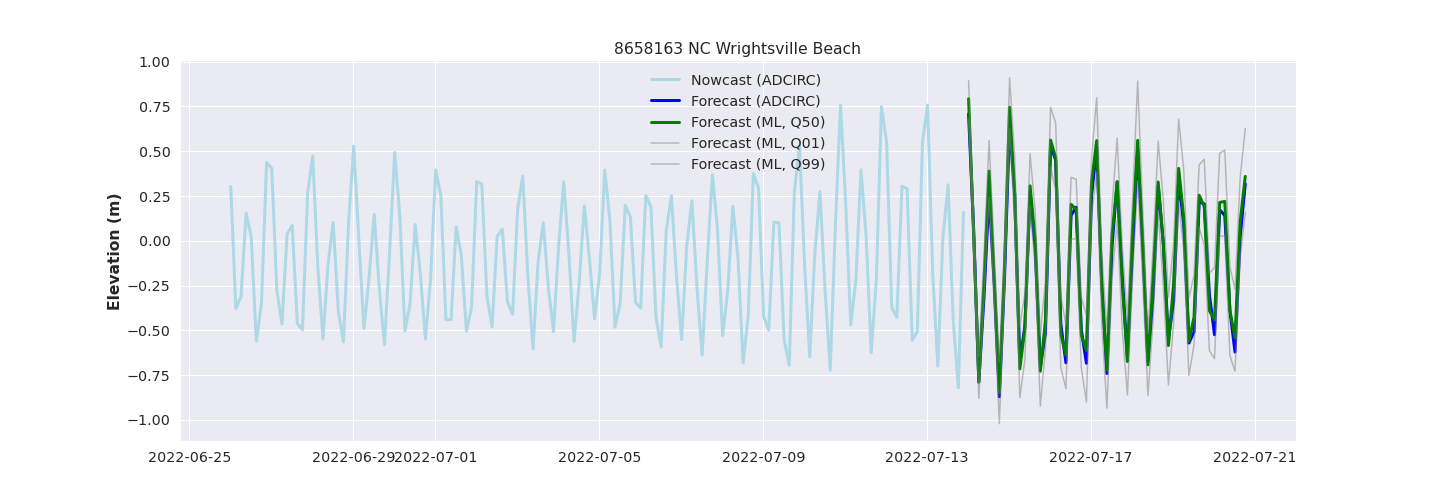 8658163 NC Wrightsville Beach
1.00
0.75
0.50
0.25
0.00
−0.25
−0.50
−0.75
−1.00
Elevation (m)
Nowcast (ADCIRC)
Forecast (ADCIRC)
Forecast (ML, Q50)
Forecast (ML, Q01)
Forecast (ML, Q99)
2022-06-25 2022-06-29 2022-07-01 2022-07-05 2022-07-09 2022-07-13 2022-07-17 2022-07-21